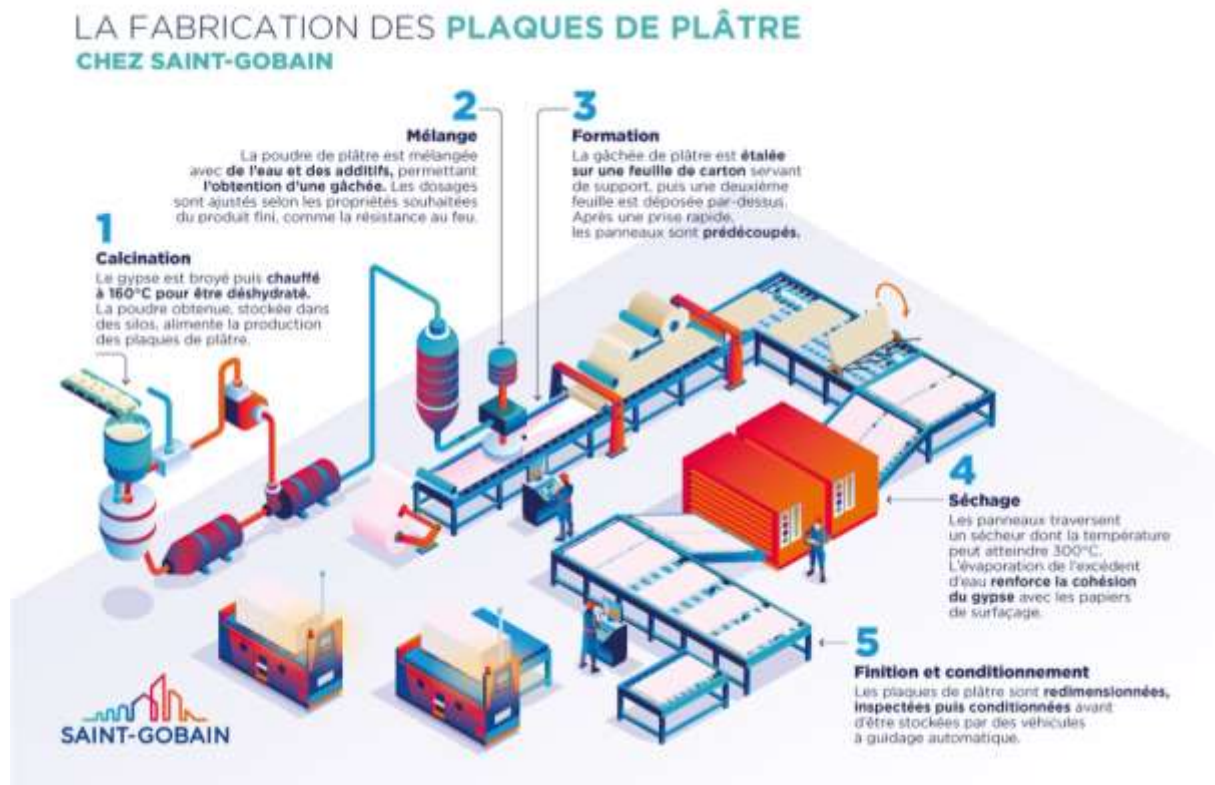 LA FABRICATION DES PLAQUES DE PLÂTRE
CHEZ SAINT-GOBAIN
1
Calcination
Le gypse est broyé puis chauffé
à 160°C pour être déshydraté.
La poudre obtenue, stockée dans
des silos, alimente la production
des plaques de plâtre.
2
Mélange
La poudre de plâtre est mélangée
avec de l'eau et des additifs, permettant
l'obtention d'une gâchée. Les dosages
sont ajustés selon les propriétés souhaitées
du produit fini, comme la résistance au feu.
3
Formation
La gâchée de plâtre est étalée
sur une feuille de carton servant
de support, puis une deuxième
feuille est déposée par-dessus.
Après une prise rapide,
les panneaux sont prédécoupés.
4
Séchage
Les panneaux traversent
un sécheur dont la température
peut atteindre 300°C.
L'évaporation de l'excédent
d'eau renforce la cohésion
du gypse avec les papiers
de surfaçage.
5
Finition et conditionnement
Les plaques de plâtre sont redimensionnées,
inspectées puis conditionnées avant
d'être stockées par des véhicules
à guidage automatique.
SAINT-GOBAIN